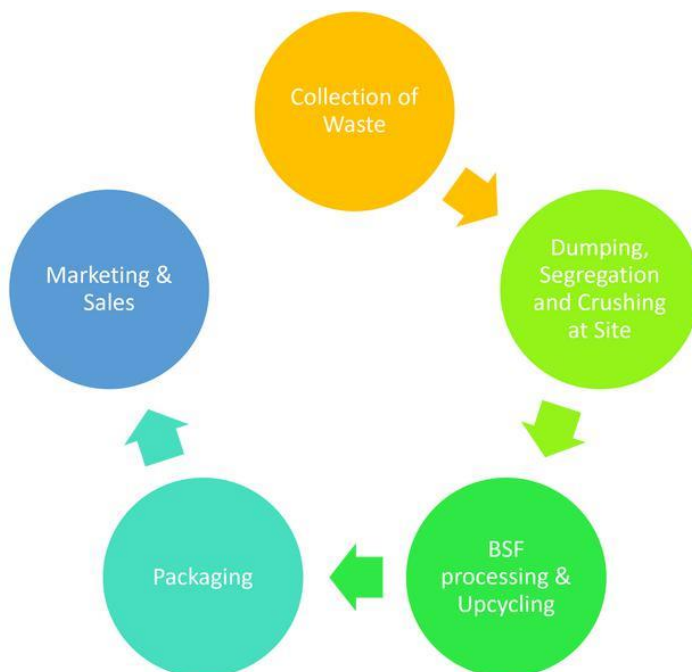 Collection of
Waste
Dumping,
Segregation
and Crushing
at Site
BSF
processing &
Upcycling
Packaging
Marketing &
Sales